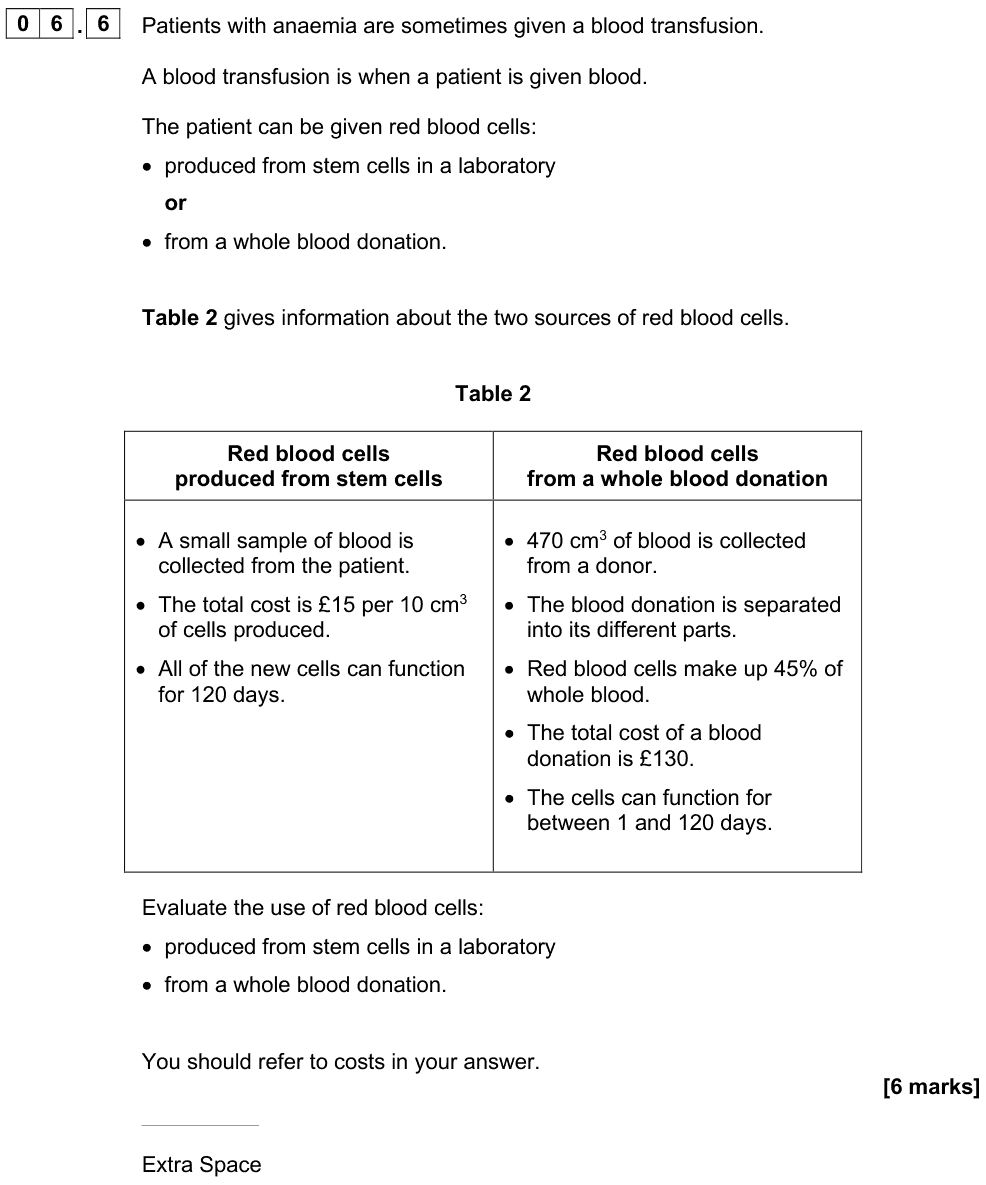 0 6 . 6 Patients with anaemia are sometimes given a blood transfusion.
A blood transfusion is when a patient is given blood.
The patient can be given red blood cells:
• produced from stem cells in a laboratory
or
• from a whole blood donation.
Table 2 gives information about the two sources of red blood cells.
Table 2
Red blood cells
produced from stem cells
• A small sample of blood is
collected from the patient.
• The total cost is £15 per 10 cm³
of cells produced.
• All of the new cells can function
for 120 days.
Red blood cells
from a whole blood donation
• 470 cm³ of blood is collected
from a donor.
• The blood donation is separated
into its different parts.
• Red blood cells make up 45% of
whole blood.
• The total cost of a blood
donation is £130.
• The cells can function for
between 1 and 120 days.
Evaluate the use of red blood cells:
• produced from stem cells in a laboratory
• from a whole blood donation.
You should refer to costs in your answer.
[6 marks]
Extra Space